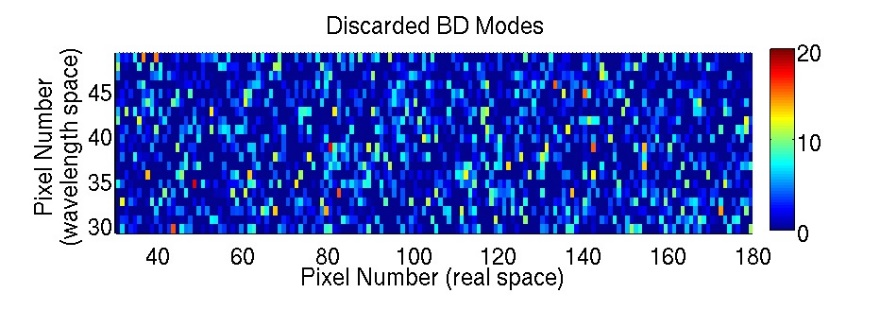 Discarded BD Modes
Pixel Number
(wavelength space)
45
40
35
30
40 60 80 100 120 140 160 180
Pixel Number (real space)
20
10
0